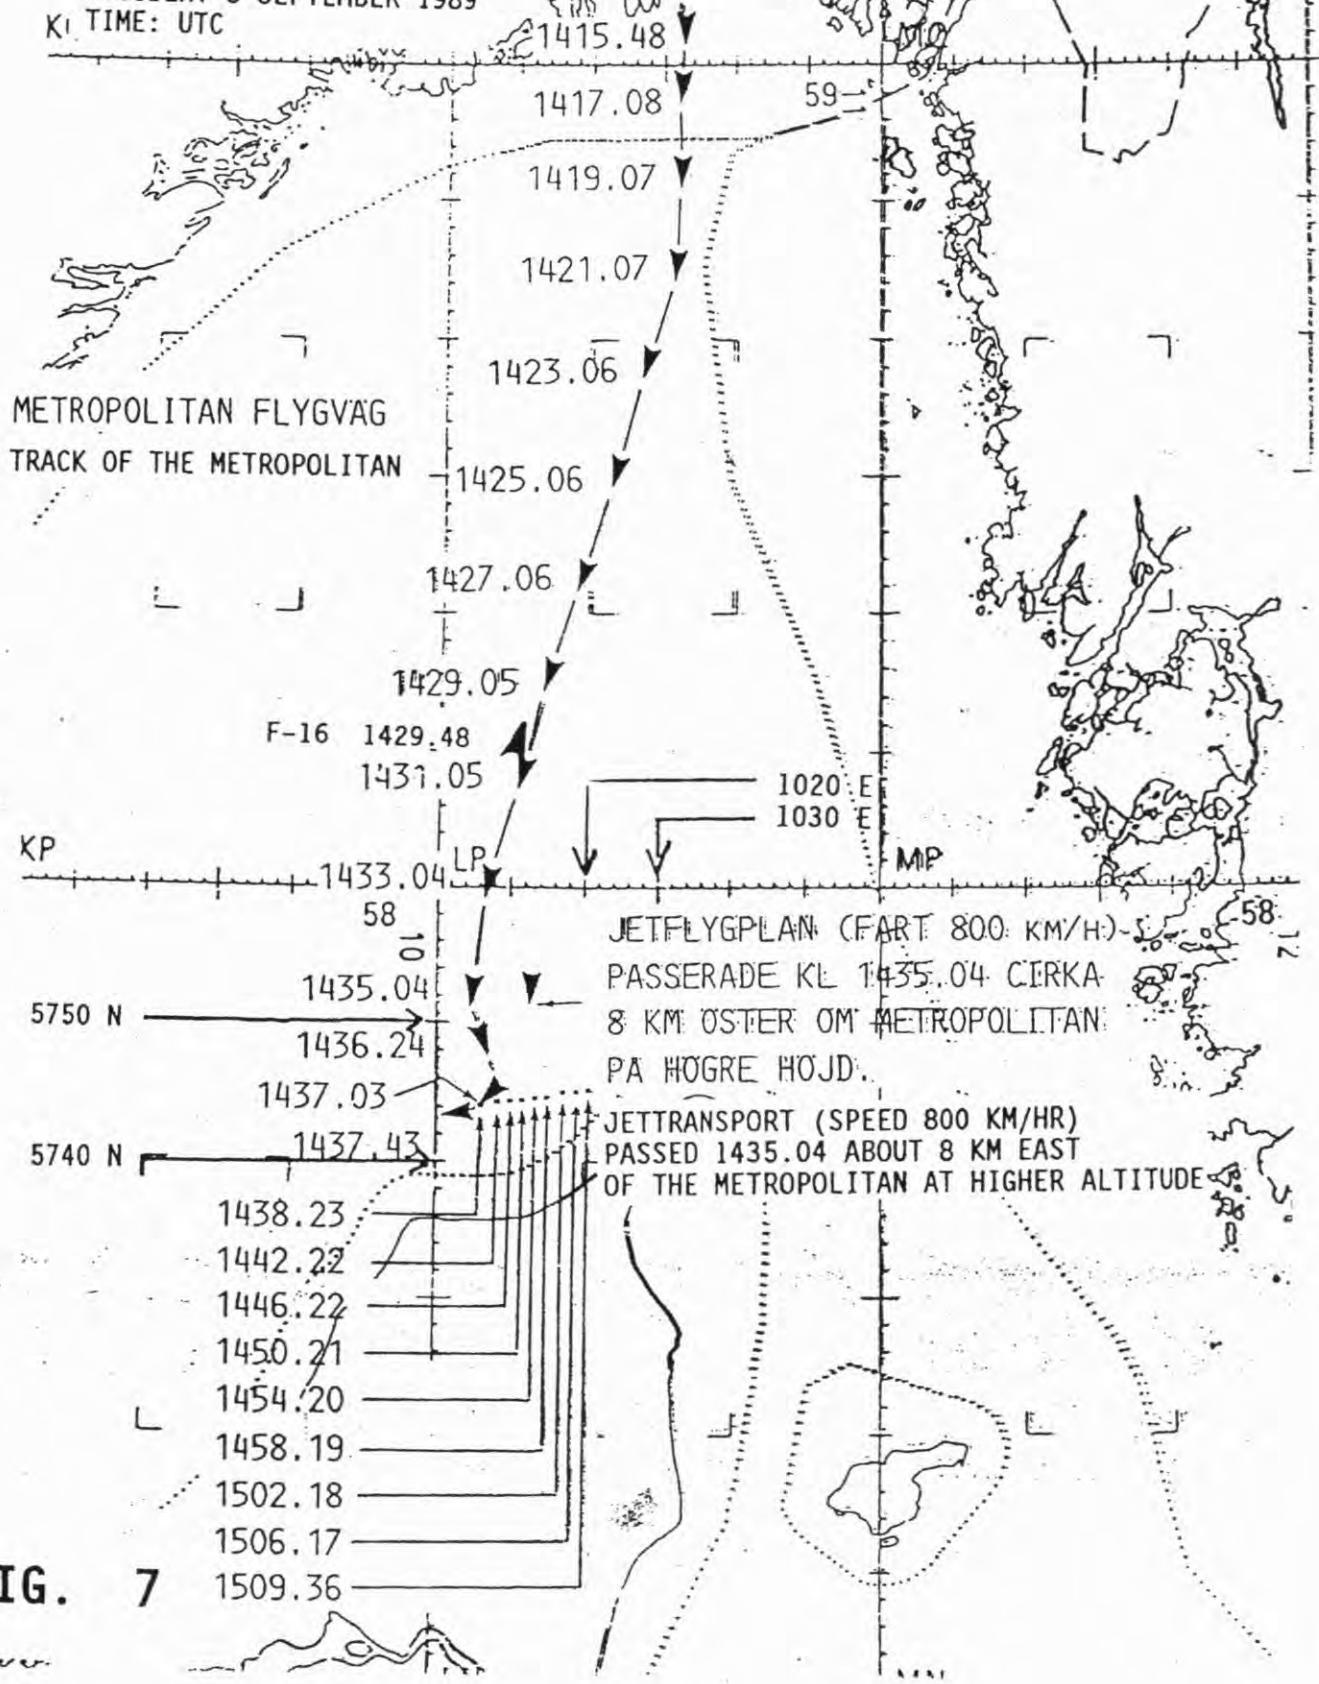 SEPTEMBER 1989
TIME: UTC
1415.48
1417.08
59
1419.07
1421.07
1423.06
METROPOLITAN FLYGVÄG
TRACK OF THE METROPOLITAN
1425.06
1427.06
1429.05
F-16 1429.48
1431.05
1020 E
1030 E
KP
1433.04
LP
MP
58
58
10
12
JETFLYGPLAN (FART 800 KM/H)
PASSERADE KL 1435.04 CIRKA
8 KM ÖSTER OM METROPOLITAN
PÅ HÖGRE HÖJD.
1435.04
5750 N
1436.24
1437.03
JETTRANSPORT (SPEED 800 KM/HR)
PASSED 1435.04 ABOUT 8 KM EAST
OF THE METROPOLITAN AT HIGHER ALTITUDE
1437.43
5740 N
1438.23
1442.22
1446.22
1450.21
1454.20
1458.19
1502.18
1506.17
IG. 7
1509.36